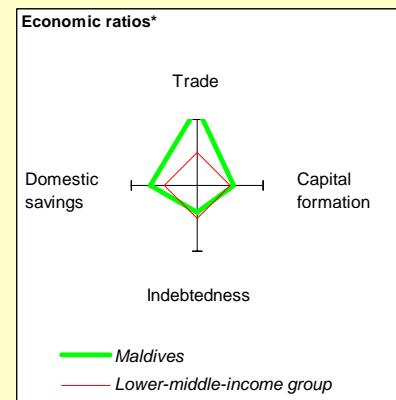 Economic ratios*
Trade
Domestic
savings
Capital
formation
Indebtedness
Maldives
Lower-middle-income group